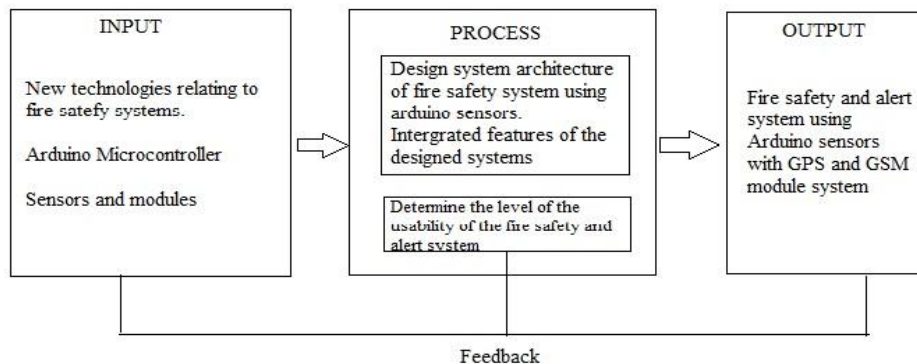 INPUT
New technologies relating to
fire satefy systems.
Arduino Microcontroller
Sensors and modules
PROCESS
Design system architecture
of fire safety system using
arduino sensors.
Intergrated features of the
designed systems
Determine the level of the
usability of the fire safety and
alert system
OUTPUT
Fire safety and alert
system using
Arduino sensors
with GPS and GSM
module system
Feedback